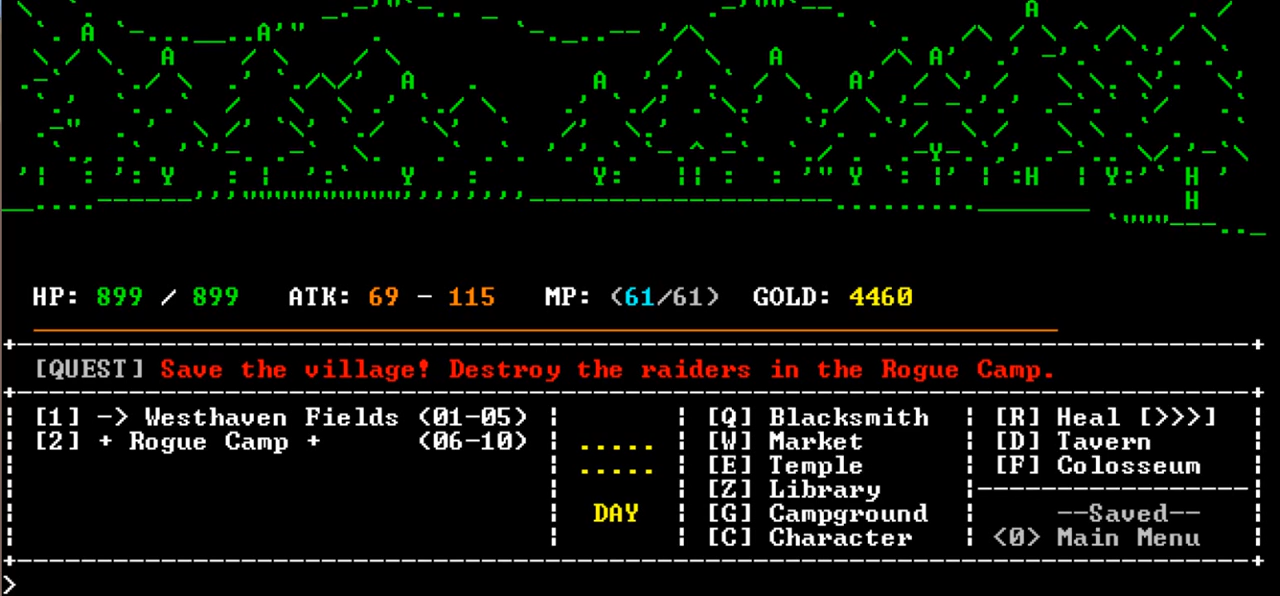 HP: 899 / 899 ATK: 69 - 115 MP: (61/61) GOLD: 4460
[QUEST] Save the village! Destroy the raiders in the Rogue Camp.
[1] -> Westhaven Fields (01-05) [Q] Blacksmith [R] Heal [>>>]
[2] + Rogue Camp + (06-10) ..... [W] Market [D] Tavern
..... [E] Temple [F] Colosseum
[Z] Library
DAY [G] Campground --Saved--
[C] Character <0> Main Menu
>